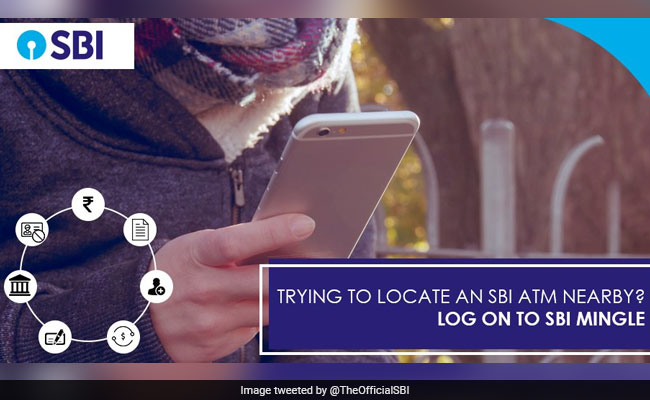 SBI
₹
$
TRYING TO LOCATE AN SBI ATM NEARBY?
LOG ON TO SBI MINGLE
Image tweeted by @TheOfficialSBI